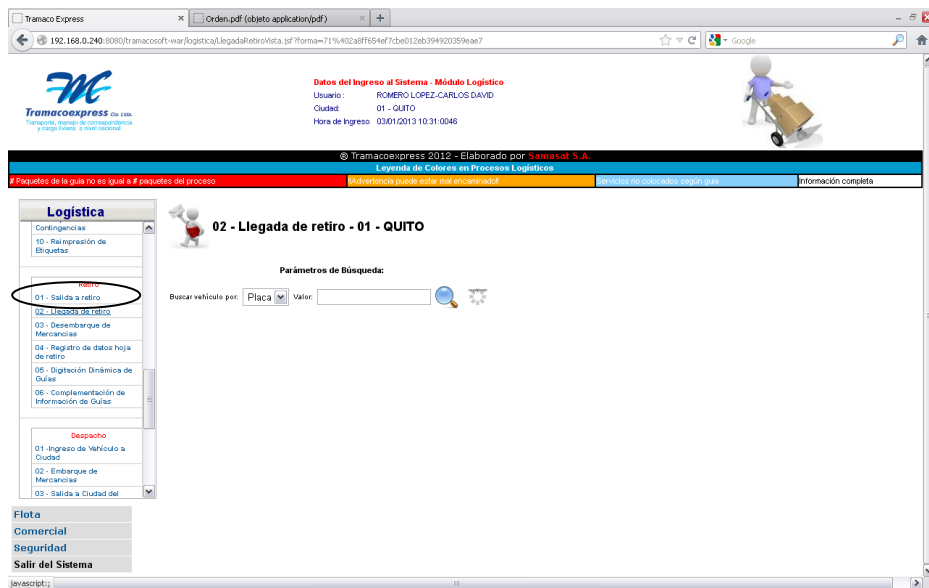 Tramaco Express
Orden.pdf (objeto application/pdf)
192.168.0.240:8080/tramacosoft-war/logistica/LlegadaRetiroVista.jsf?forma=71%402a8ff654ef7cbe012eb394920359eae7
Google
Tramacoexpress Cia. Ltda.
Transporte, manejo de correspondencia
y carga liviana a nivel nacional
Datos del Ingreso al Sistema - Módulo Logístico
Usuario : ROMERO LOPEZ-CARLOS DAVID
Ciudad: 01 - QUITO
Hora de Ingreso 03/01/2013 10:31:0046
® Tramacoexpress 2012 - Elaborado por Samasat S.A.
Leyenda de Colores en Procesos Logísticos
# Paquetes de la guia no es igual a # paquetes del proceso
!Advertencia puede estar mal encaminado!!
Servicios no colocados según guia
Información completa
Logística
Contingencias
10 - Reimpresión de
Etiquetas
Retiro
01 - Salida a retiro
02 - Llegada de retiro
03 - Desembarque de
Mercancias
04 - Registro de datos hoja
de retiro
05 - Digitación Dinámica de
Guías
06 - Complementación de
Información de Guías
Despacho
01 -Ingreso de Vehículo a
Ciudad
02 - Embarque de
Mercancias
03 - Salida a Ciudad del
Flota
Comercial
Seguridad
Salir del Sistema
02 - Llegada de retiro - 01 - QUITO
Parámetros de Búsqueda:
Buscar vehículo por: Placa Valor:
javascript:;